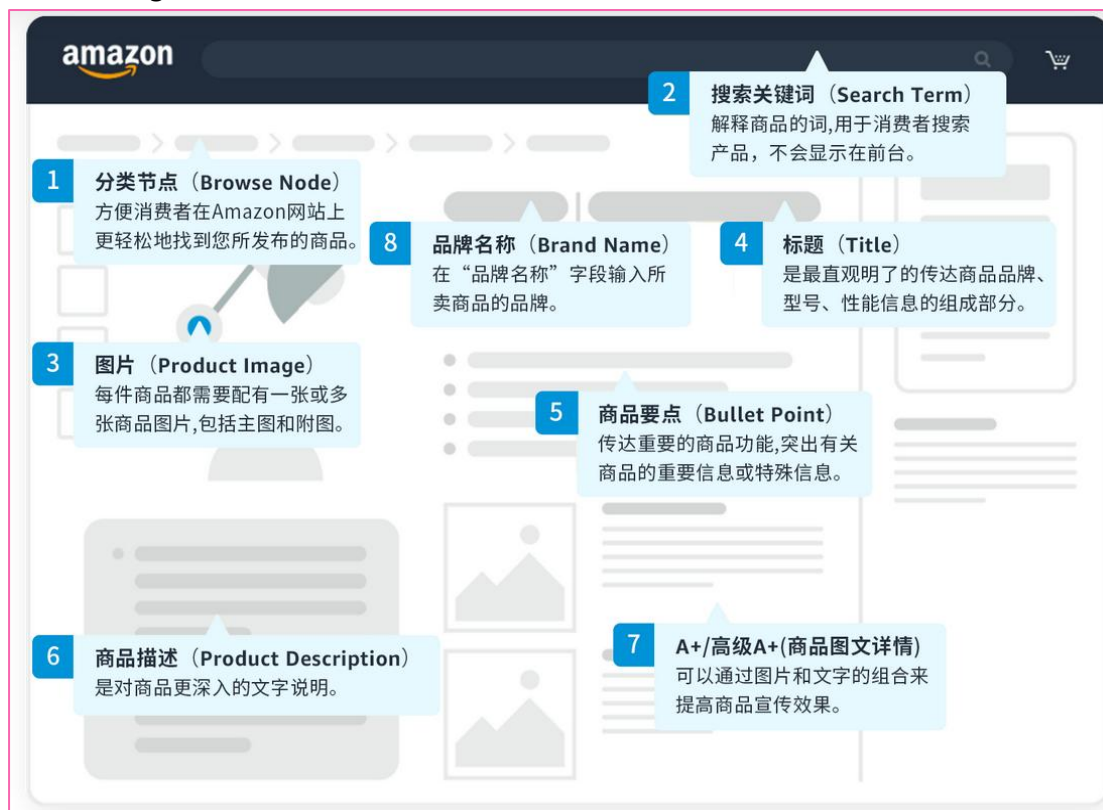 amazon
2
搜索关键词（Search Term）
解释商品的词,用于消费者搜索
产品，不会显示在前台。
1
分类节点（Browse Node）
方便消费者在Amazon网站上
更轻松地找到您所发布的商品。
8
品牌名称（Brand Name）
在“品牌名称”字段输入所
卖商品的品牌。
4
标题（Title）
是最直观明了的传达商品品牌、
型号、性能信息的组成部分。
3
图片（Product Image）
每件商品都需要配有一张或多
张商品图片,包括主图和附图。
5
商品要点（Bullet Point）
传达重要的商品功能,突出有关
商品的重要信息或特殊信息。
6
商品描述（Product Description）
是对商品更深入的文字说明。
7
A+/高级A+(商品图文详情)
可以通过图片和文字的组合来
提高商品宣传效果。